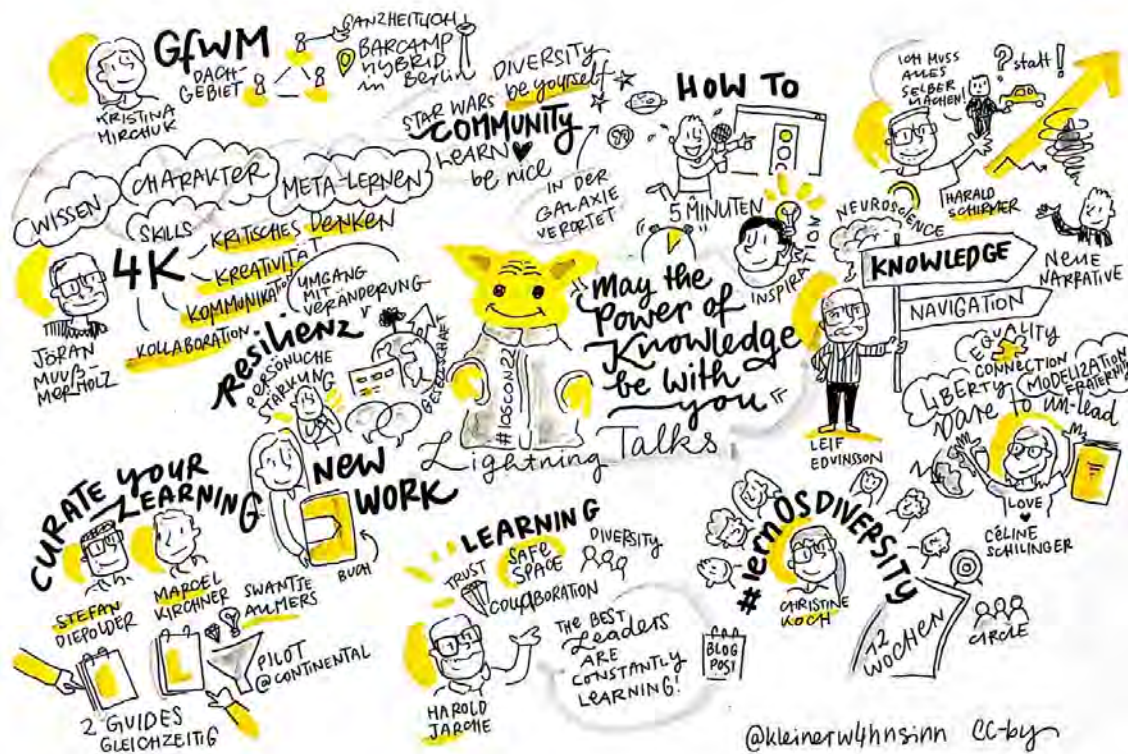 GfWM
DACH-
GEBIET
KRISTINA
MIRCHUK
GANZHEITLICH
BARCAMP
HYBRID
in Berlin
STAR WARS
DIVERSITY
be yourself
COMMUNITY
LEARN
be nice
IN DER
GALAXIE
VERORTET
HOW TO
5 MINUTEN
INSPIRATION
ICH MUSS
ALLES
SELBER
MACHEN!
? statt !
HARALD
SCHIRMER
NEUE
NARRATIVE
NEUROSCIENCE
KNOWLEDGE
NAVIGATION
LEIF
EDVINSSON
WISSEN
CHARAKTER
META-LERNEN
SKILLS
4K
KRITISCHES DENKEN
KREATIVITÄT
KOMMUNIKATION
KOLLABORATION
JÖRAN
MUUß-
MERHOLZ
Resilienz
UMGANG
MIT
VERÄNDERUNG
PERSÖNLICHE
STÄRKUNG
GESELLSCHAFT
#loscon22
"May the
Power of
Knowledge
be with
you"
Lightning Talks
EQUALITY
CONNECTION
LIBERTY
MODELIZATION
Dare to un-lead
LOVE
CÉLINE
SCHILINGER
CURATE YOUR
LEARNING
STEFAN
DIEPOLDER
MARCEL
KIRCHNER
2 GUIDES
GLEICHZEITIG
PILOT
@CONTINENTAL
NEW
WORK
BUCH
SWANTJE
ALLMERS
LEARNING
TRUST
SAFE
SPACE
DIVERSITY
COLLABORATION
THE BEST
Leaders
ARE
CONSTANTLY
LEARNING!
HAROLD
JARCHE
#lernOSDIVERSITY
CHRISTINE
KOCH
BLOG
POST
12
WOCHEN
CIRCLE
@kleinerw4hnsinn CC-by